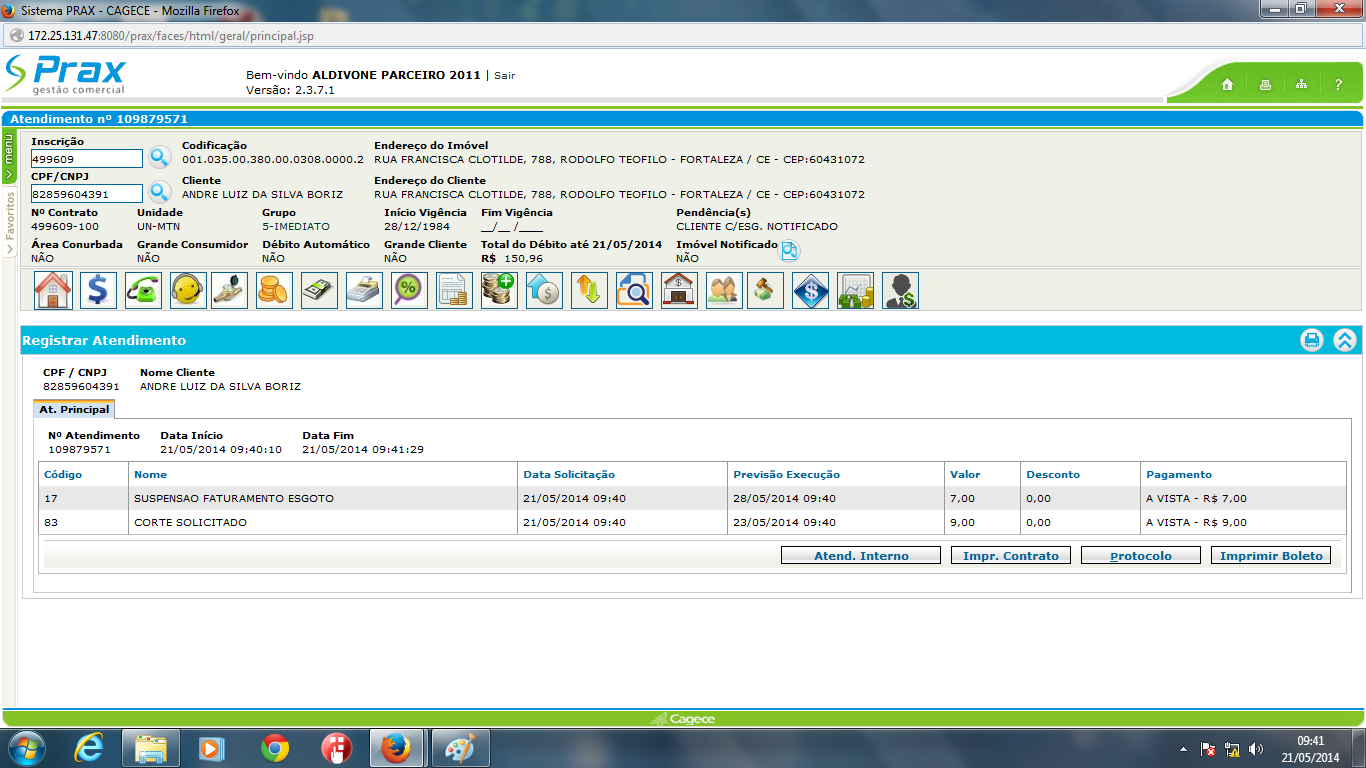 Sistema PRAX - CAGECE - Mozilla Firefox
172.25.131.47:8080/prax/faces/html/geral/principal.jsp
Prax
gestão comercial
Bem-vindo ALDIVONE PARCEIRO 2011 | Sair
Versão: 2.3.7.1
?
Atendimento nº 109879571
menu
Favoritos
Inscrição Codificação Endereço do Imóvel
499609 001.035.00.380.00.0308.0000.2 RUA FRANCISCA CLOTILDE, 788, RODOLFO TEOFILO - FORTALEZA / CE - CEP:60431072
CPF/CNPJ Cliente Endereço do Cliente
82859604391 ANDRE LUIZ DA SILVA BORIZ RUA FRANCISCA CLOTILDE, 788, RODOLFO TEOFILO - FORTALEZA / CE - CEP:60431072
Nº Contrato Unidade Grupo Início Vigência Fim Vigência Pendência(s)
499609-100 UN-MTN 5-IMEDIATO 28/12/1984 __/__ /____ CLIENTE C/ESG. NOTIFICADO
Área Conurbada Grande Consumidor Débito Automático Grande Cliente Total do Débito até 21/05/2014 Imóvel Notificado
NÃO NÃO NÃO NÃO R$ 150,96 NÃO
Registrar Atendimento
CPF / CNPJ Nome Cliente
82859604391 ANDRE LUIZ DA SILVA BORIZ
At. Principal
Nº Atendimento Data Início Data Fim
109879571 21/05/2014 09:40:10 21/05/2014 09:41:29
Código Nome Data Solicitação Previsão Execução Valor Desconto Pagamento
17 SUSPENSAO FATURAMENTO ESGOTO 21/05/2014 09:40 28/05/2014 09:40 7,00 0,00 A VISTA - R$ 7,00
83 CORTE SOLICITADO 21/05/2014 09:40 23/05/2014 09:40 9,00 0,00 A VISTA - R$ 9,00
Atend. Interno Impr. Contrato Protocolo Imprimir Boleto
Cagece
09:41
21/05/2014